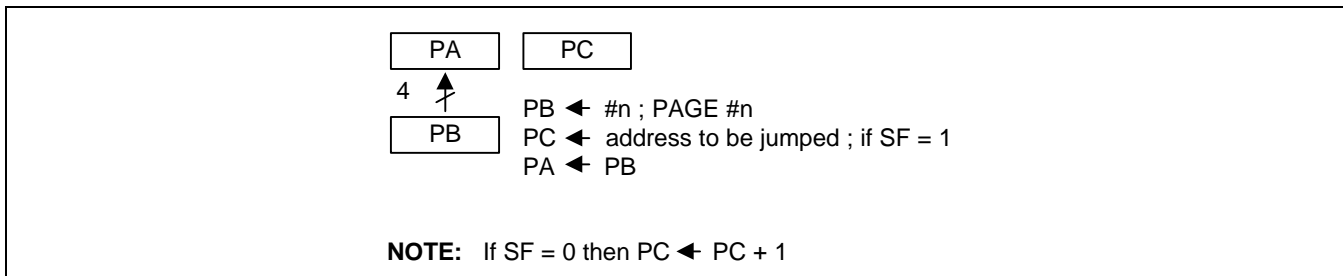 PA PC
4
PB ← #n ; PAGE #n
PB PC ← address to be jumped ; if SF = 1
PA ← PB
NOTE: If SF = 0 then PC ← PC + 1